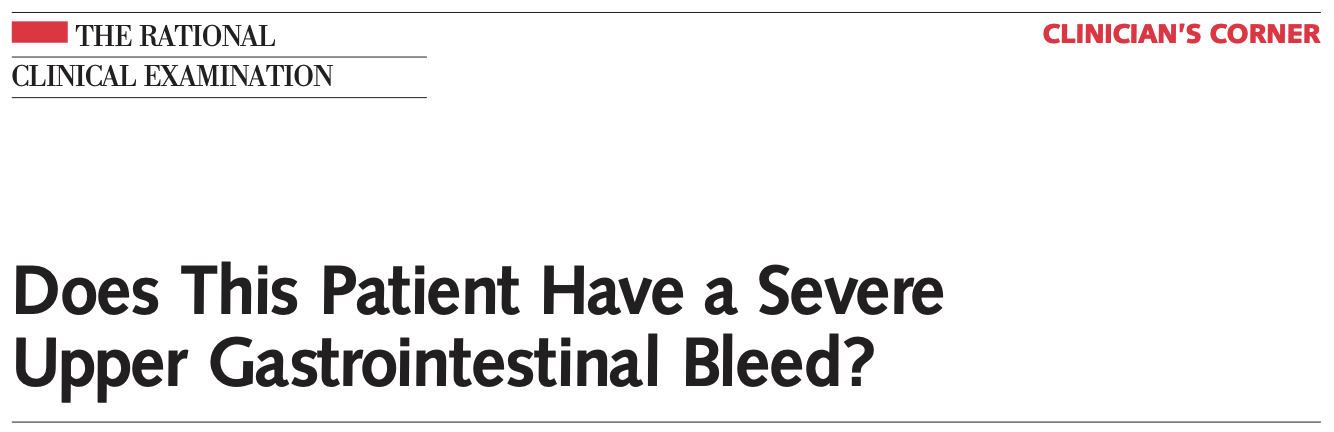 THE RATIONAL
CLINICAL EXAMINATION
CLINICIAN’S CORNER
Does This Patient Have a Severe
Upper Gastrointestinal Bleed?